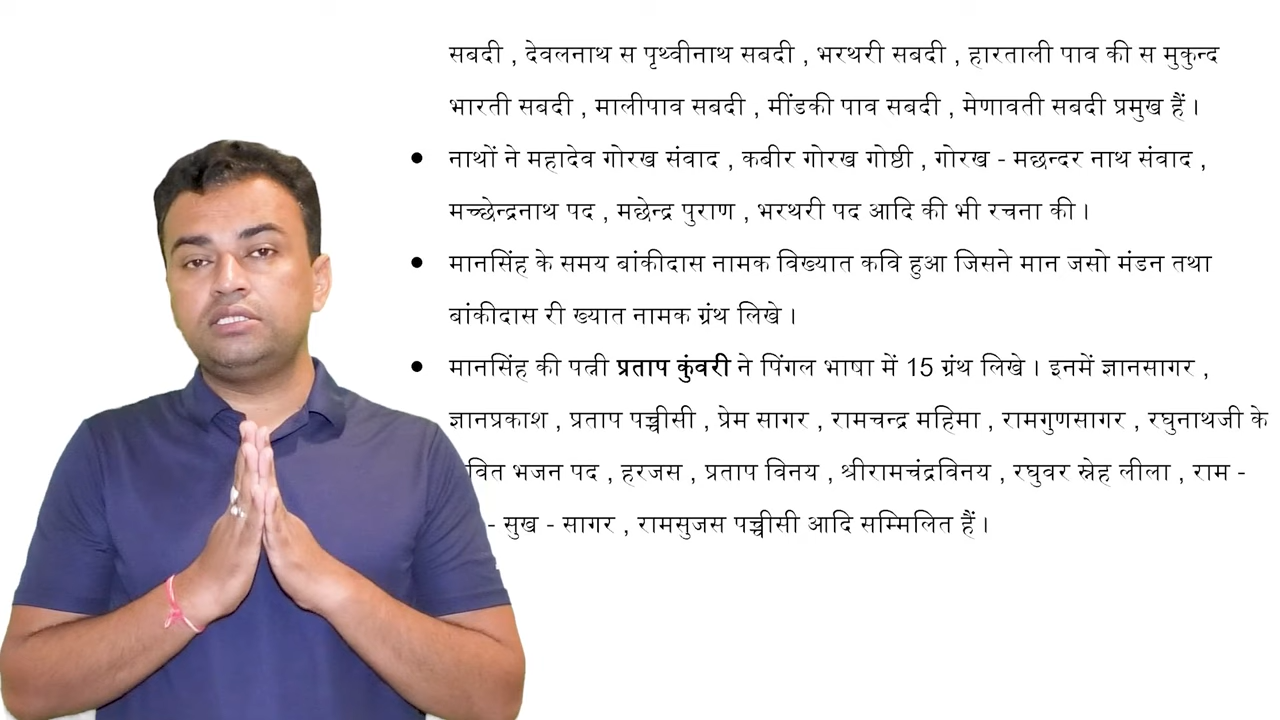 सबदी , देवलनाथ स पृथ्वीनाथ सबदी , भरथरी सबदी , हारताली पाव की स मुकुन्द
भारती सबदी , मालीपाव सबदी , मींडकी पाव सबदी , मेणावती सबदी प्रमुख हैं ।
• नाथों ने महादेव गोरख संवाद , कबीर गोरख गोष्ठी , गोरख - मछन्दर नाथ संवाद ,
मच्छेन्द्रनाथ पद , मछेन्द्र पुराण , भरथरी पद आदि की भी रचना की ।
• मानसिंह के समय बांकीदास नामक विख्यात कवि हुआ जिसने मान जसो मंडन तथा
बांकीदास री ख्यात नामक ग्रंथ लिखे ।
• मानसिंह की पत्नी प्रताप कुंवरी ने पिंगल भाषा में 15 ग्रंथ लिखे । इनमें ज्ञानसागर ,
ज्ञानप्रकाश , प्रताप पच्चीसी , प्रेम सागर , रामचन्द्र महिमा , रामगुणसागर , रघुनाथजी के
भजन पद , हरजस , प्रताप विनय , श्रीरामचंद्रविनय , रघुवर स्नेह लीला , राम -
- सुख - सागर , रामसुजस पच्चीसी आदि सम्मिलित हैं ।